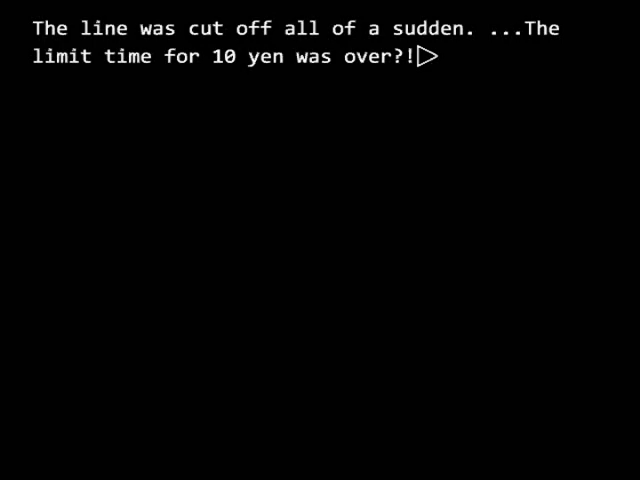 The line was cut off all of a sudden. ...The
limit time for 10 yen was over?!